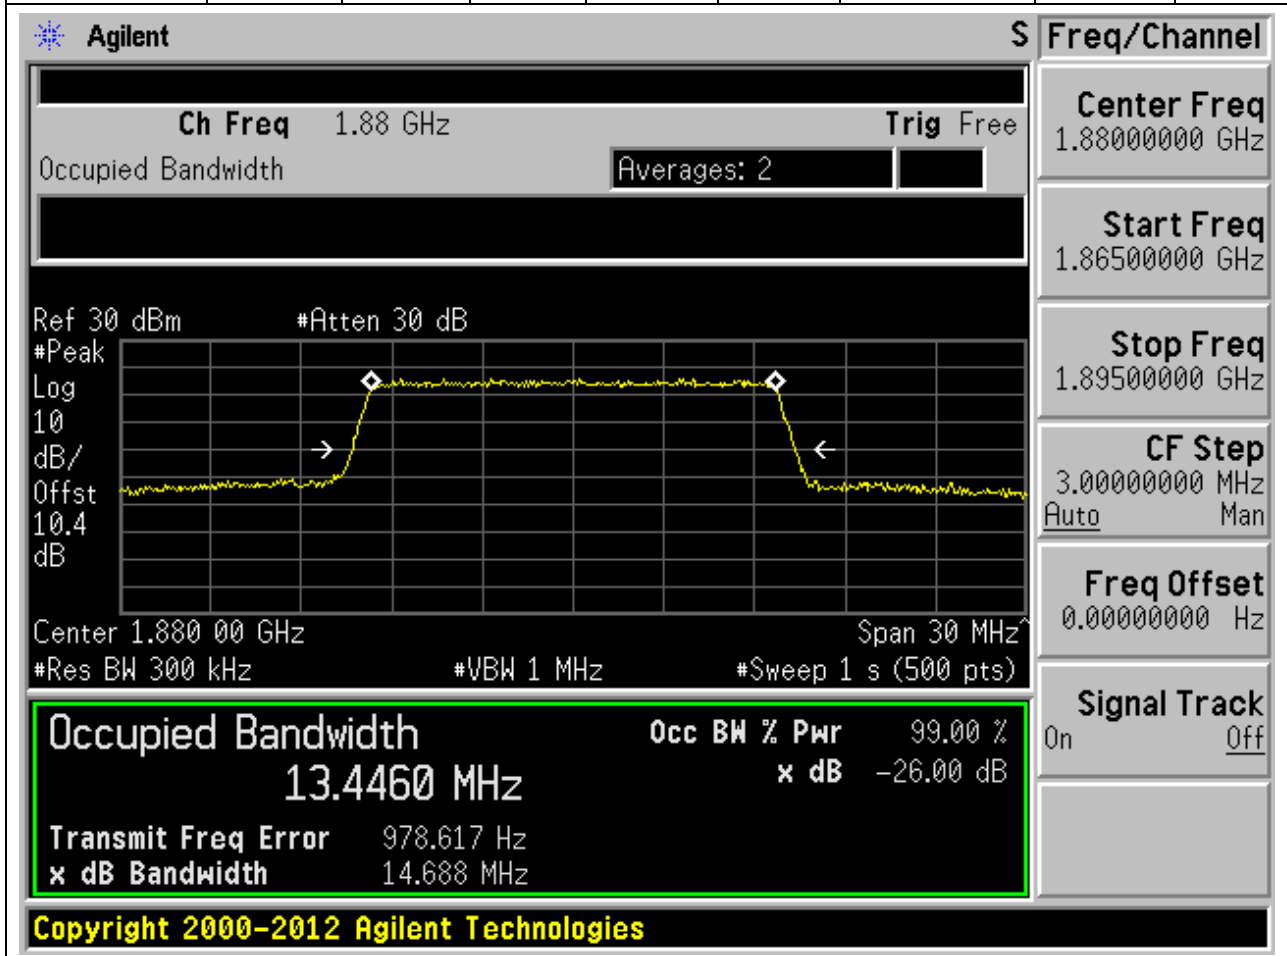 Agilent S Freq/Channel
Ch Freq 1.88 GHz Trig Free
Occupied Bandwidth Averages: 2
Center Freq
1.88000000 GHz
Start Freq
1.86500000 GHz
Stop Freq
1.89500000 GHz
CF Step
3.00000000 MHz
Auto Man
Freq Offset
0.00000000 Hz
Signal Track
On Off
Ref 30 dBm #Atten 30 dB
#Peak
Log
10
dB/
Offst
10.4
dB
Center 1.880 00 GHz Span 30 MHz^
#Res BW 300 kHz #VBW 1 MHz #Sweep 1 s (500 pts)
Occupied Bandwidth Occ BW % Pwr 99.00 %
13.4460 MHz x dB -26.00 dB
Transmit Freq Error 978.617 Hz
x dB Bandwidth 14.688 MHz
Copyright 2000-2012 Agilent Technologies